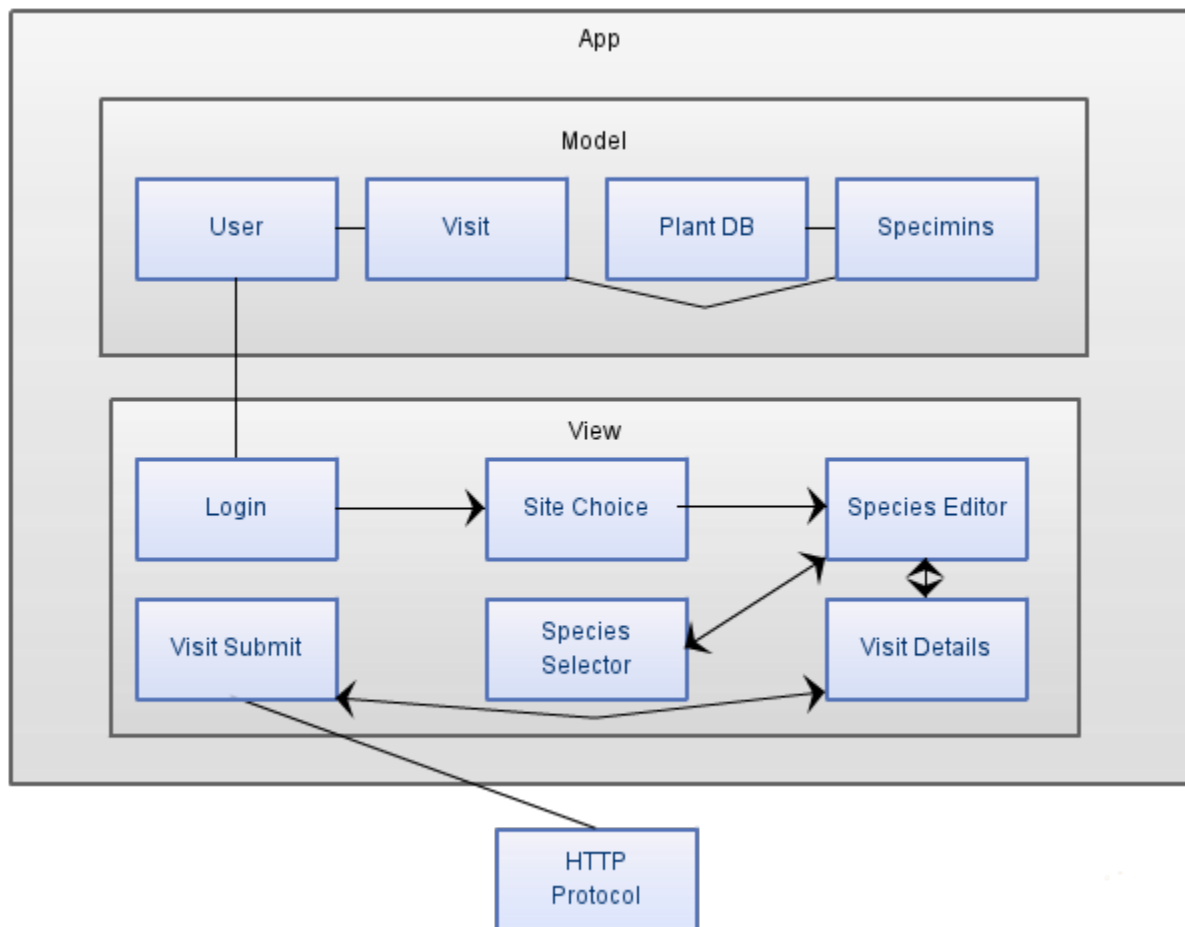 App
Model
User
Visit
Plant DB
Specimins
View
Login
Site Choice
Species Editor
Visit Submit
Species
Selector
Visit Details
HTTP
Protocol